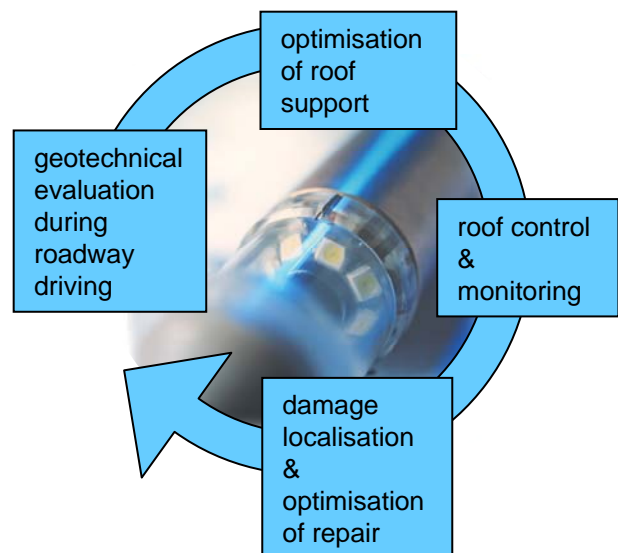 optimisation
of roof
support
geotechnical
evaluation
during
roadway
driving
roof control
&
monitoring
damage
localisation
&
optimisation
of repair